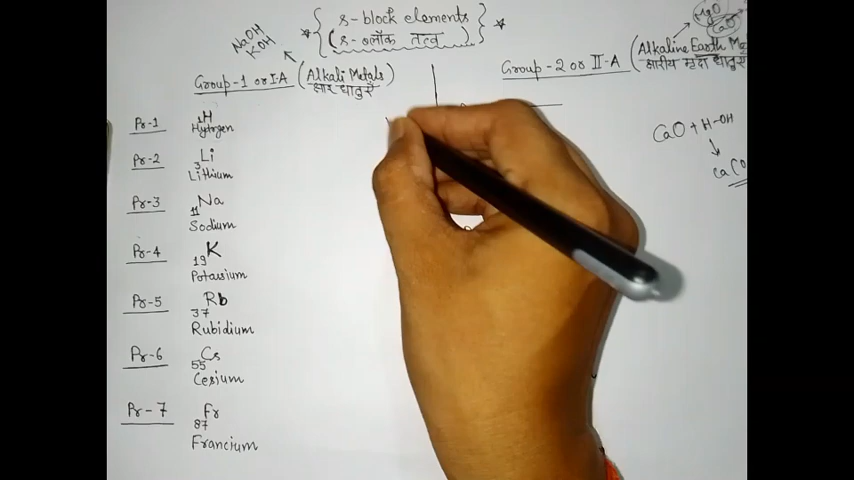 * { s-block elements } *
(s-ब्लॉक तत्व)
NaOH
KOH
MgO
CaO
Group-1 or I-A (Alkali Metals)
क्षार धातुएँ
Group-2 or II-A (Alkaline Earth Me
क्षारीय मृदा धातुएँ
CaO + H-OH
↓
Pr-1 1H
Hydrgen
Pr-2 3Li
Lithium
Pr-3 11Na
Sodium
Pr-4 19K
Potassium
Pr-5 37Rb
Rubidium
Pr-6 55Cs
Cesium
Pr-7 87Fr
Francium